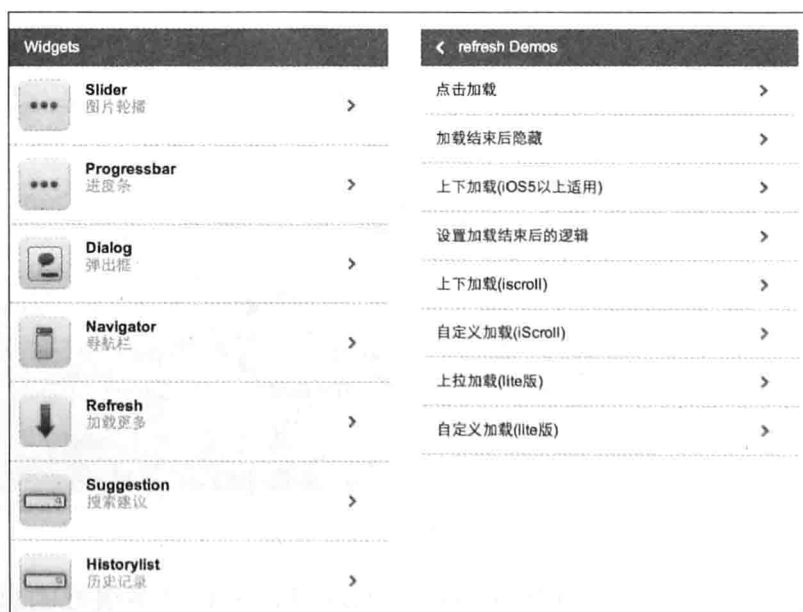 Widgets
Slider
图片轮播
Progressbar
进度条
Dialog
弹出框
Navigator
导航栏
Refresh
加载更多
Suggestion
搜索建议
Historylist
历史记录
refresh Demos
点击加载
加载结束后隐藏
上下加载(iOS5以上适用)
设置加载结束后的逻辑
上下加载(iscroll)
自定义加载(iScroll)
上拉加载(lite版)
自定义加载(lite版)